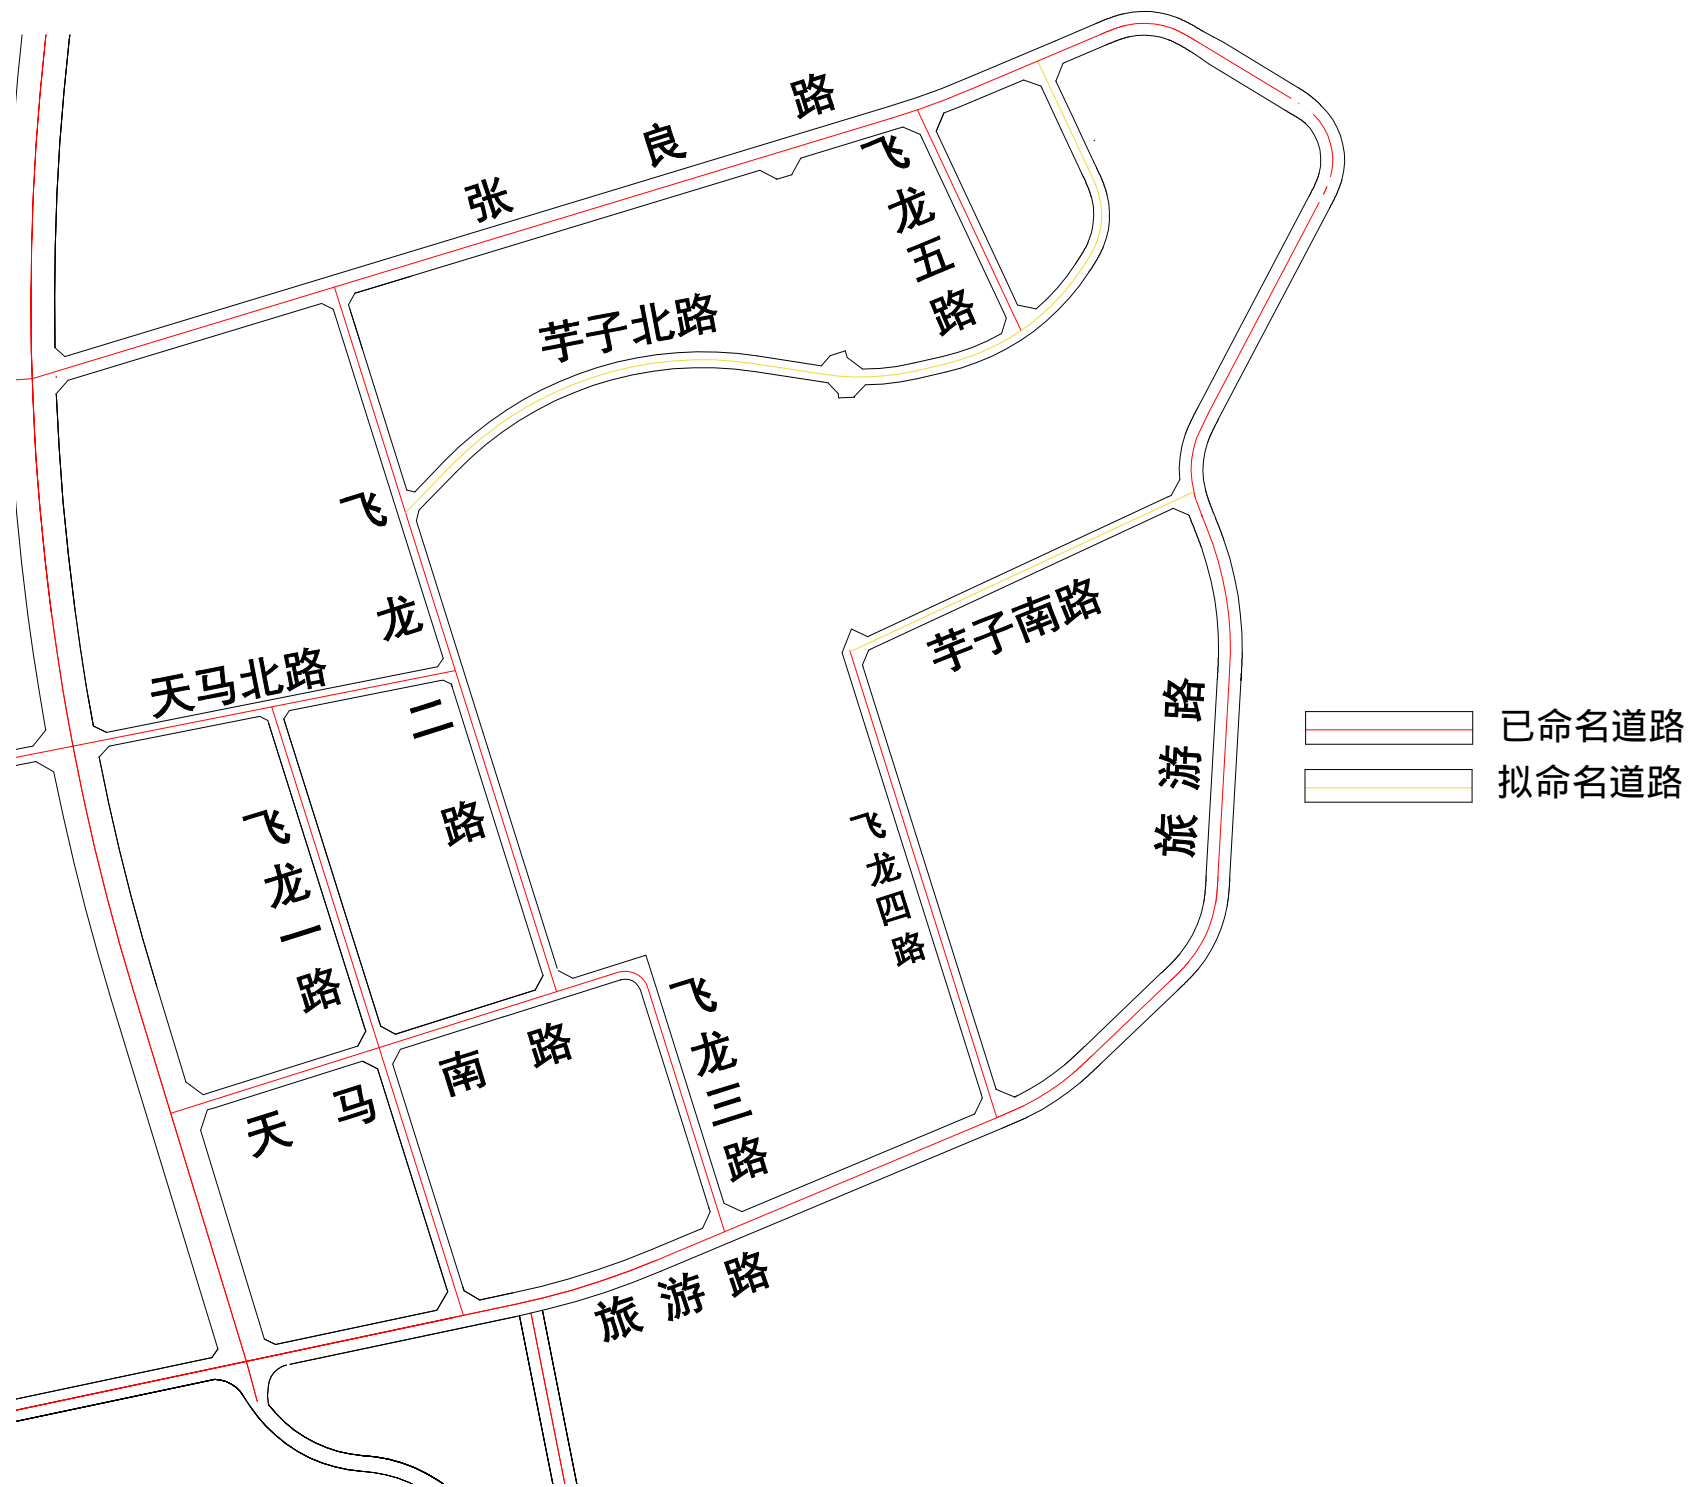 张良路
飞龙五路
芋子北路
飞龙二路
芋子南路
天马北路
旅游路
已命名道路
拟命名道路
飞龙一路
飞龙四路
飞龙三路
天马南路
旅游路